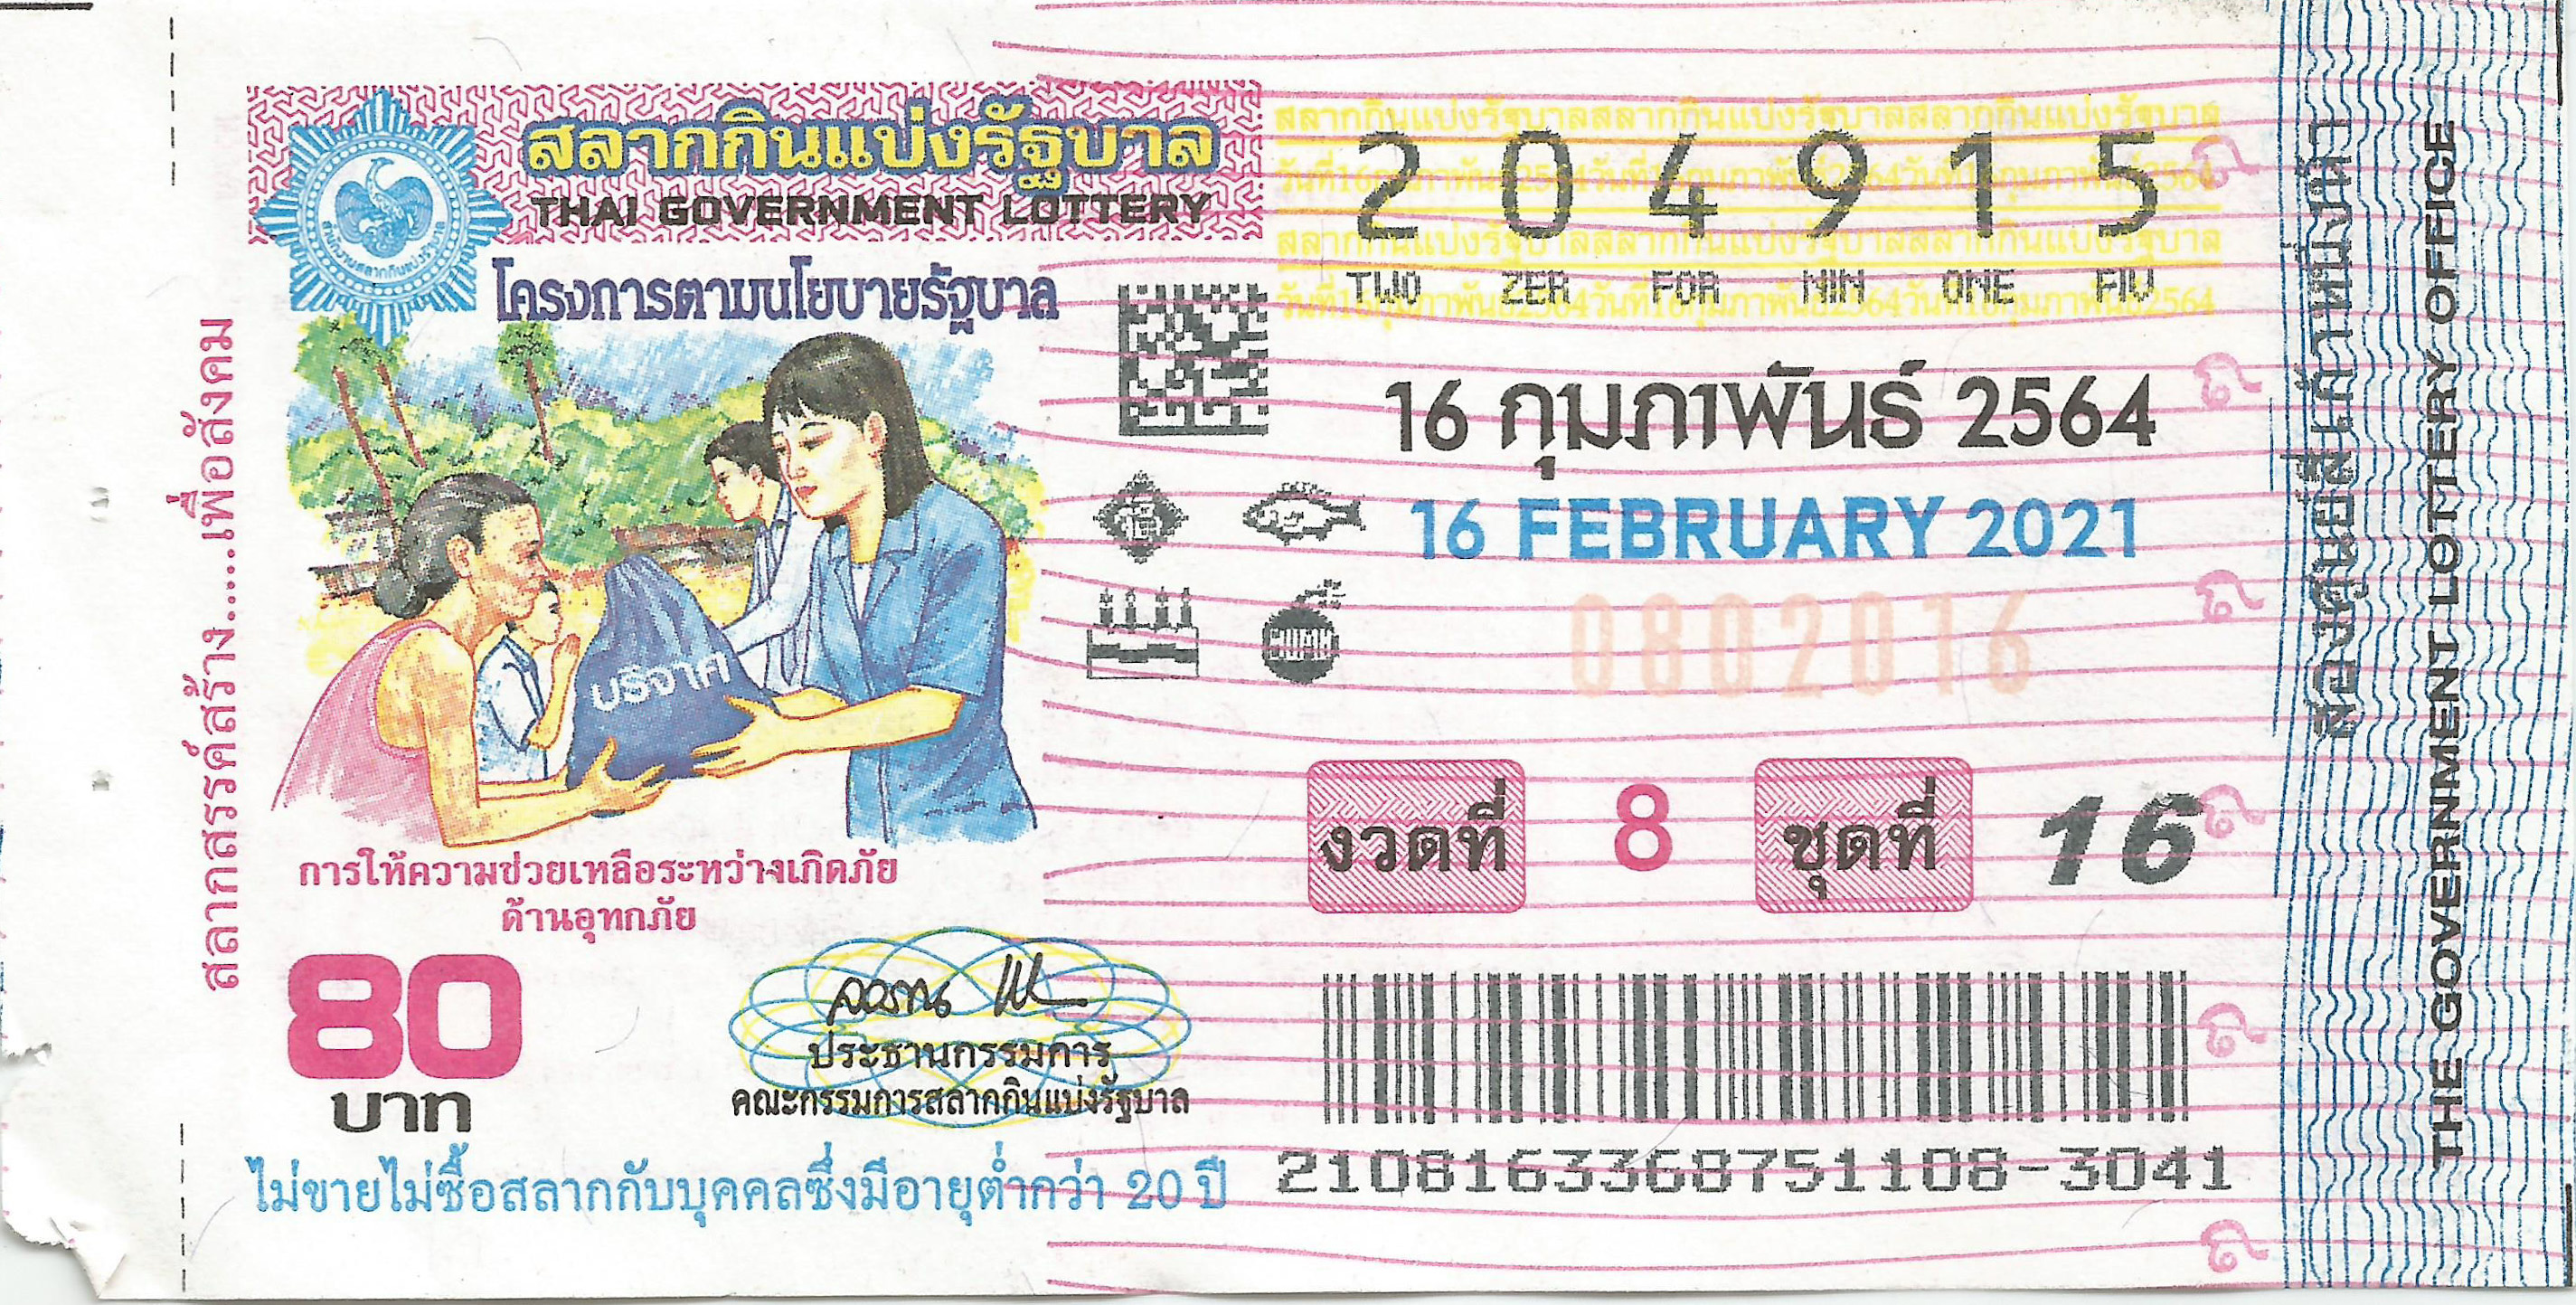 สลากกินแบ่งรัฐบาล
THAI GOVERNMENT LOTTERY
สำนักงานสลากกินแบ่งรัฐบาล
โครงการตามนโยบายรัฐบาล
สลากสรรค์สร้าง.....เพื่อสังคม
บริจาค
การให้ความช่วยเหลือระหว่างเกิดภัย
ด้านอุทกภัย
80
บาท
ประธานกรรมการ
คณะกรรมการสลากกินแบ่งรัฐบาล
ไม่ขายไม่ซื้อสลากกับบุคคลซึ่งมีอายุต่ำกว่า 20 ปี
สลากกินแบ่งรัฐบาลสลากกินแบ่งรัฐบาลสลากกินแบ่งรัฐบาล
วันที่16กุมภาพันธ์2564วันที่16กุมภาพันธ์2564วันที่16กุมภาพันธ์2564
สลากกินแบ่งรัฐบาลสลากกินแบ่งรัฐบาลสลากกินแบ่งรัฐบาล
วันที่16กุมภาพันธ์2564วันที่16กุมภาพันธ์2564วันที่16กุมภาพันธ์2564
2 0 4 9 1 5
TWO ZER FOR NIN ONE FIV
16 กุมภาพันธ์ 2564
16 FEBRUARY 2021
0802016
งวดที่ 8 ชุดที่ 16
2108163368751108-3041
สองศูนย์สี่เก้าหนึ่งห้า
THE GOVERNMENT LOTTERY OFFICE